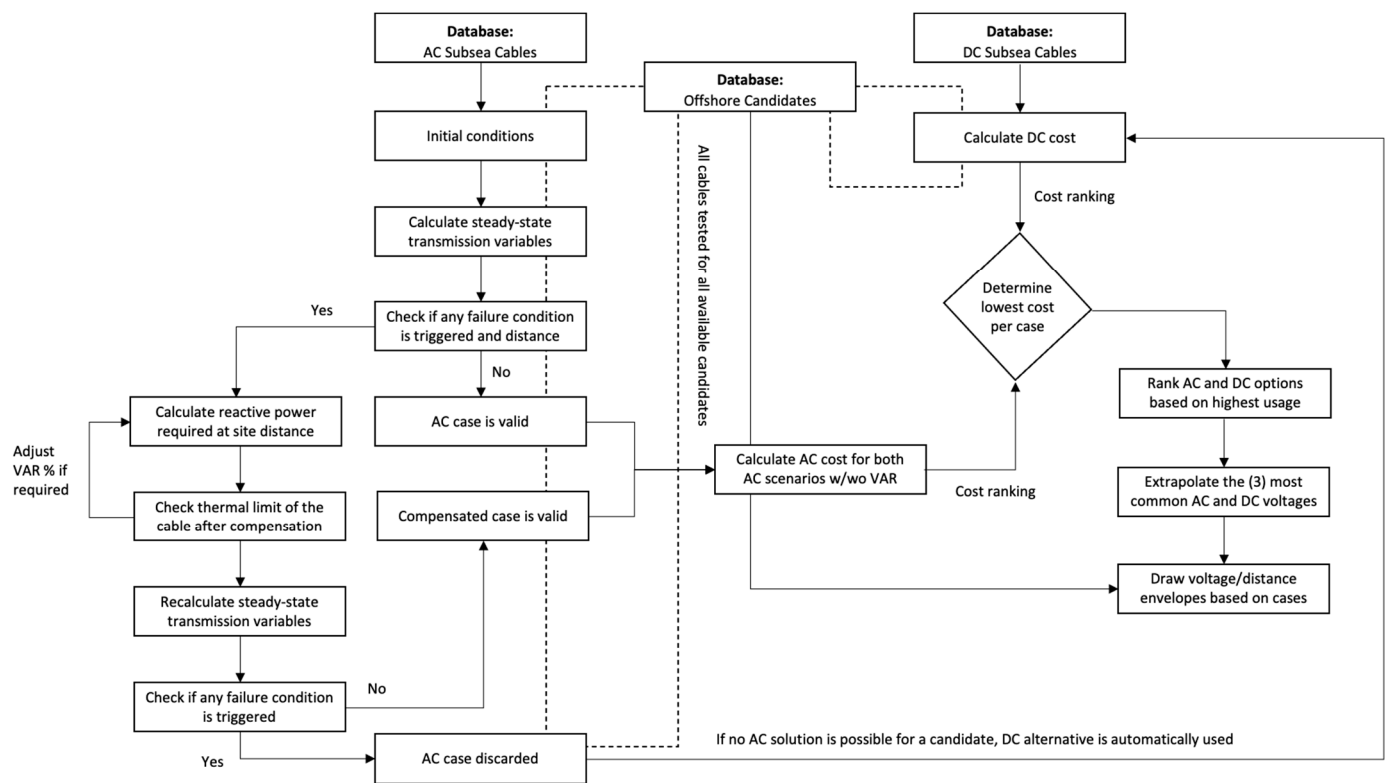 Database:
AC Subsea Cables
Database:
DC Subsea Cables
Database:
Offshore Candidates
Initial conditions
Calculate DC cost
All cables tested for all available candidates
Cost ranking
Calculate steady-state
transmission variables
Determine
lowest cost
per case
Yes
Check if any failure condition
is triggered and distance
No
Rank AC and DC options
based on highest usage
Calculate reactive power
required at site distance
AC case is valid
Adjust
VAR % if
required
Calculate AC cost for both
AC scenarios w/wo VAR
Cost ranking
Extrapolate the (3) most
common AC and DC voltages
Check thermal limit of the
cable after compensation
Compensated case is valid
Draw voltage/distance
envelopes based on cases
Recalculate steady-state
transmission variables
Check if any failure condition
is triggered
No
Yes
AC case discarded
If no AC solution is possible for a candidate, DC alternative is automatically used